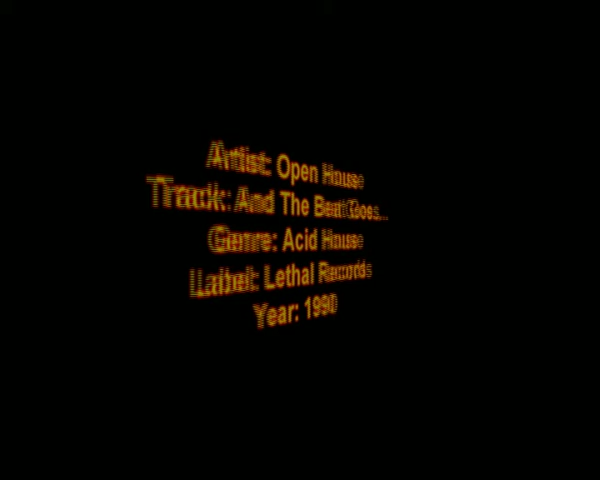 Artist: Open House
Track: And The Beat Goes...
Genre: Acid House
Label: Lethal Records
Year: 1990